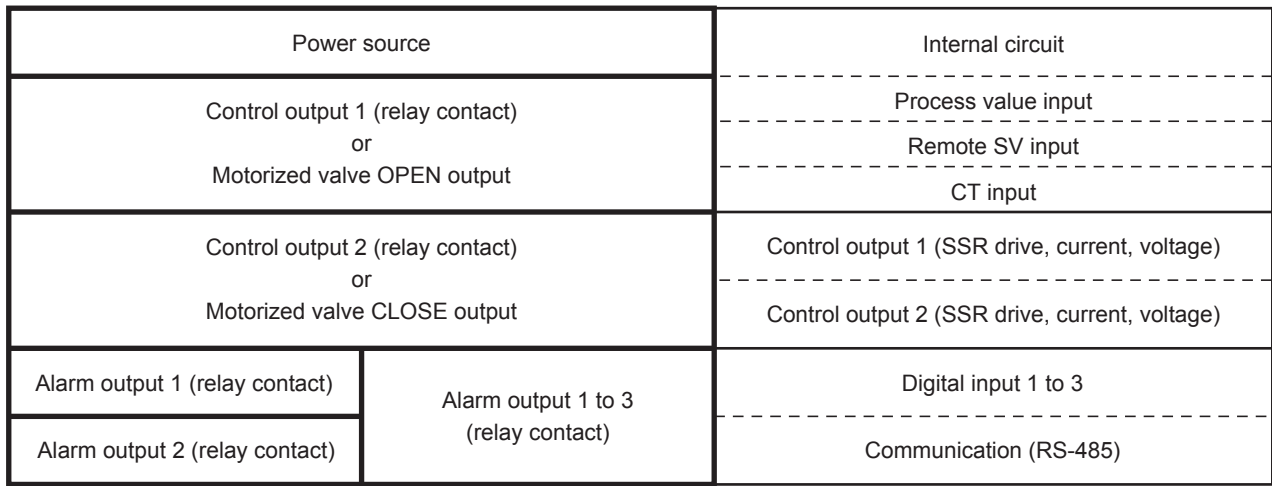 Power source
Control output 1 (relay contact)
or
Motorized valve OPEN output
Control output 2 (relay contact)
or
Motorized valve CLOSE output
Alarm output 1 (relay contact)
Alarm output 2 (relay contact)
Alarm output 1 to 3
(relay contact)
Internal circuit
Process value input
Remote SV input
CT input
Control output 1 (SSR drive, current, voltage)
Control output 2 (SSR drive, current, voltage)
Digital input 1 to 3
Communication (RS-485)